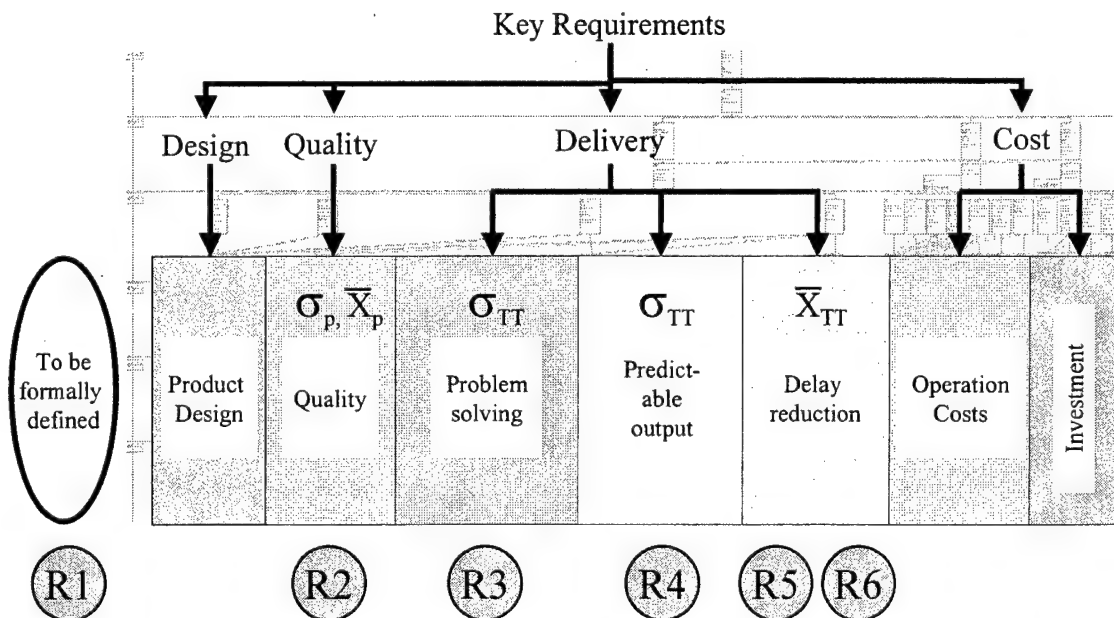 Key Requirements
Design Quality Delivery Cost
σp, X̄p σTT σTT X̄TT
To be
formally
defined
Product
Design
Quality
Problem
solving
Predict-
able
output
Delay
reduction
Operation
Costs
Investment
R1 R2 R3 R4 R5 R6